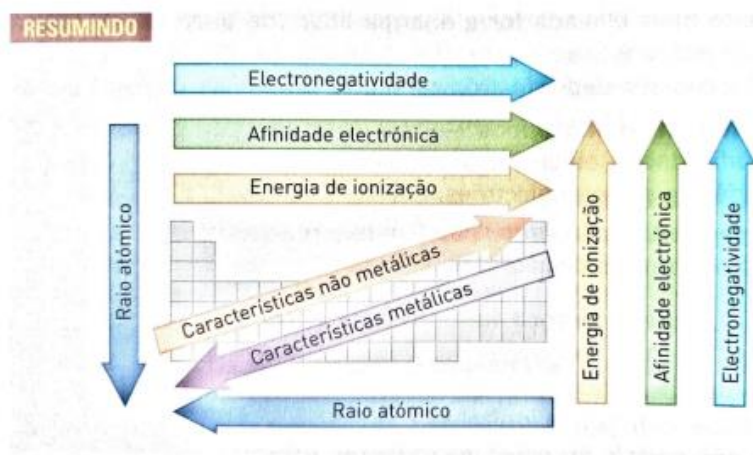 RESUMINDO
Electronegatividade
Afinidade electrónica
Energia de ionização
Raio atómico
Características não metálicas
Características metálicas
Raio atómico
Energia de ionização
Afinidade electrónica
Electronegatividade